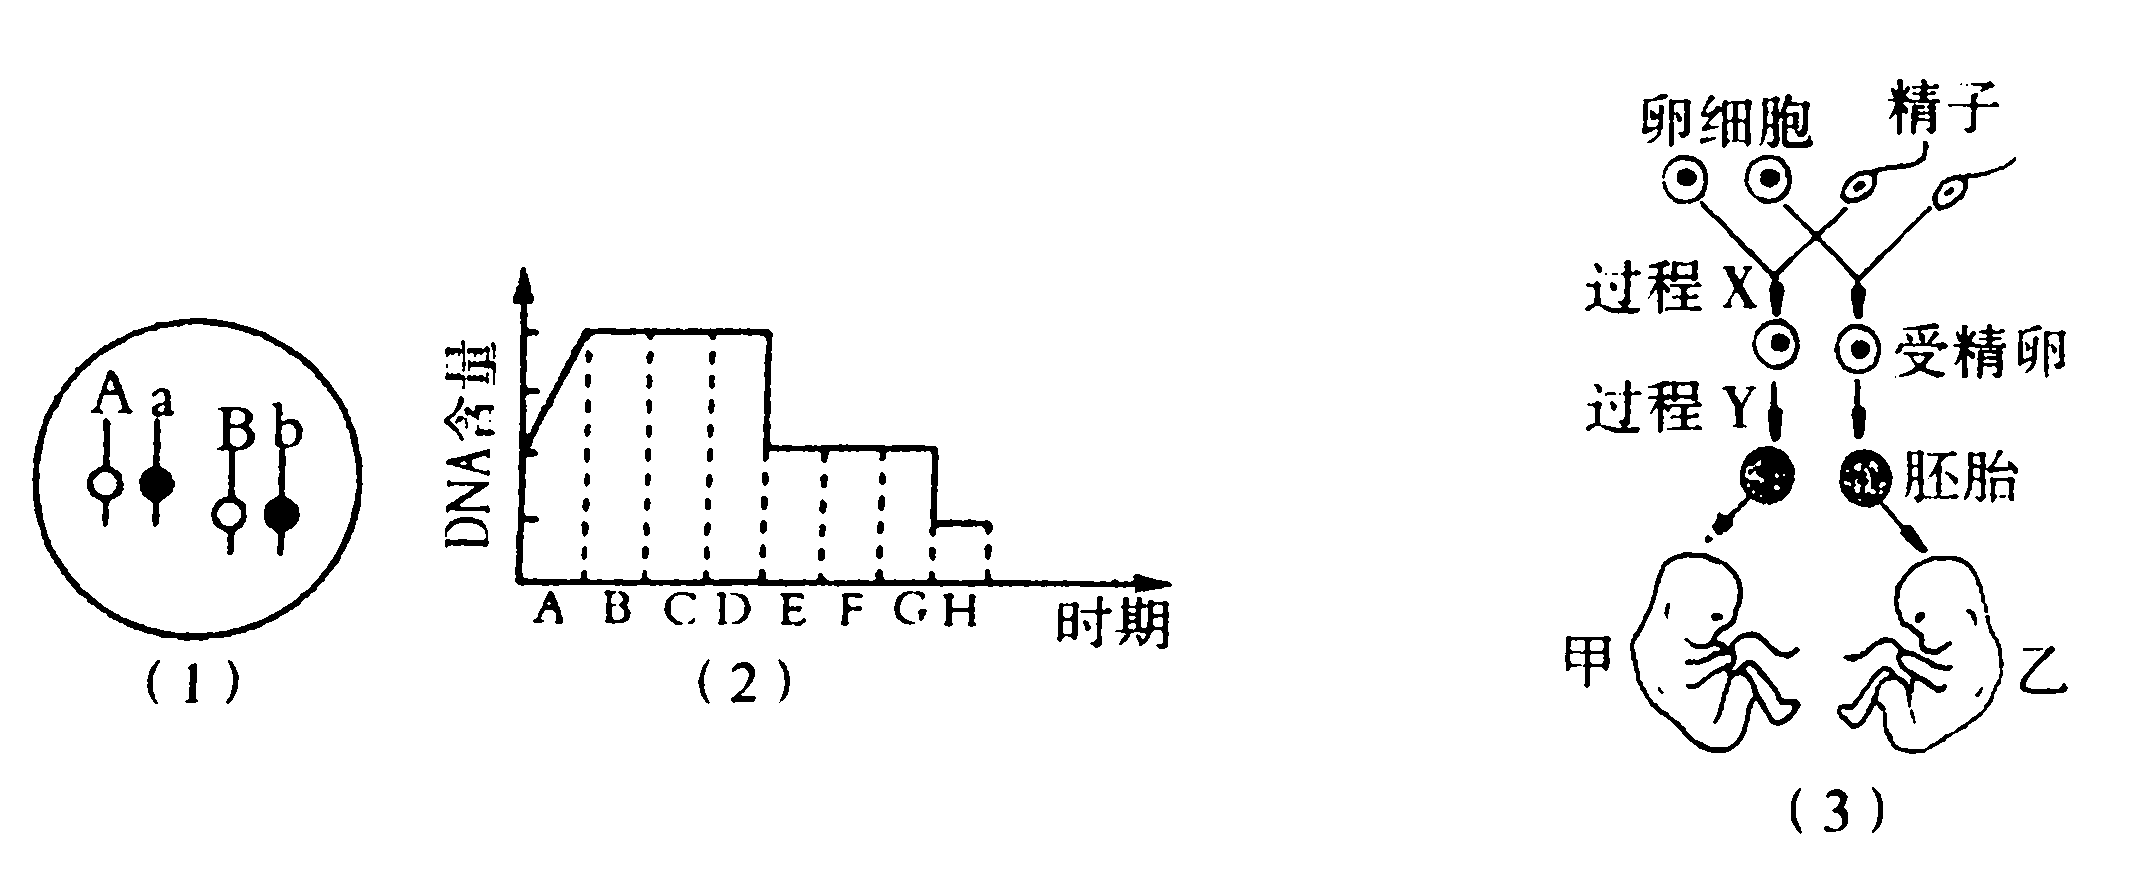 A a
B b
(1)
DNA含量
A B C D E F G H
时期
(2)
卵细胞
精子
过程 X
受精卵
过程 Y
胚胎
甲
乙
(3)